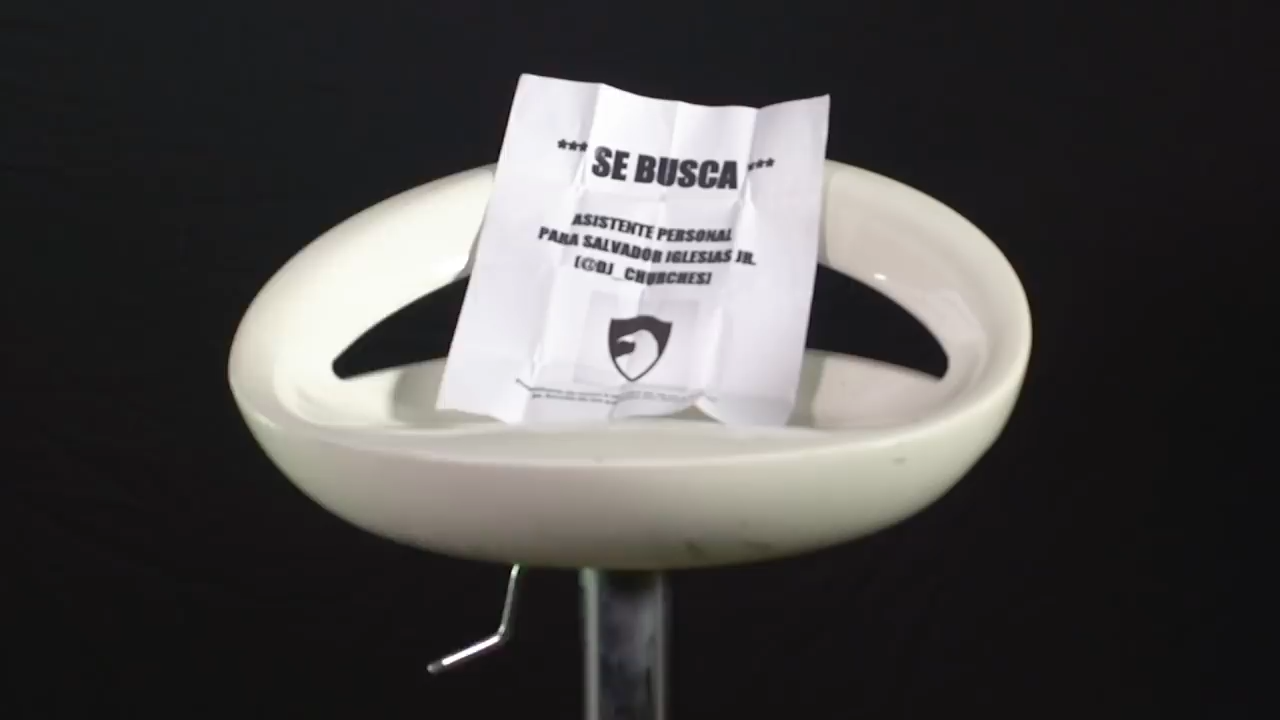 *** SE BUSCA ***
ASISTENTE PERSONAL
PARA SALVADOR IGLESIAS JR.
(@DJ_CHURCHES)